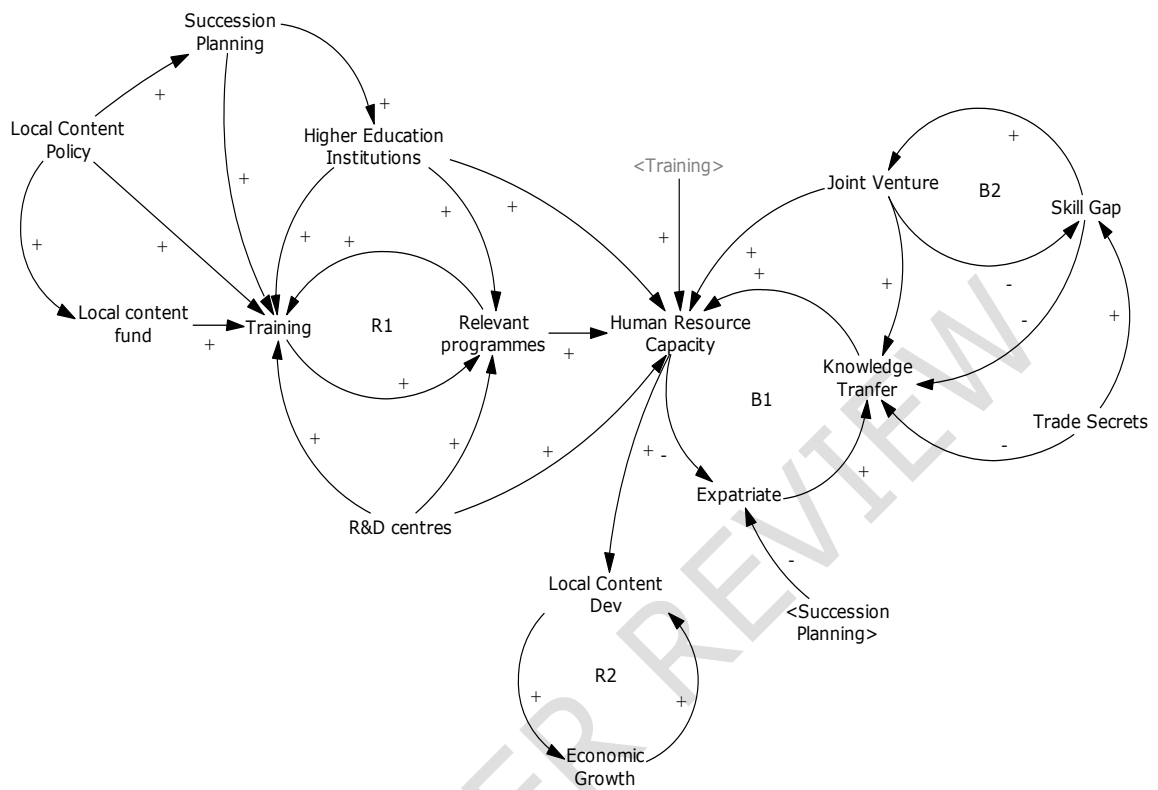 Succession
Planning
+
+
Local Content
Policy
Higher Education
Institutions
<Training>
Joint Venture
+
B2
Skill Gap
+
+
+
+
+
+
+
+
+
+
+
+
-
-
+
Local content
fund
+
Training
R1
Relevant
programmes
+
Human Resource
Capacity
Knowledge
Tranfer
+
B1
Trade Secrets
+
+
+
+
-
-
+
Expatriate
R&D centres
-
Local Content
Dev
<Succession
Planning>
R2
+
+
Economic
Growth
ER REVIEW